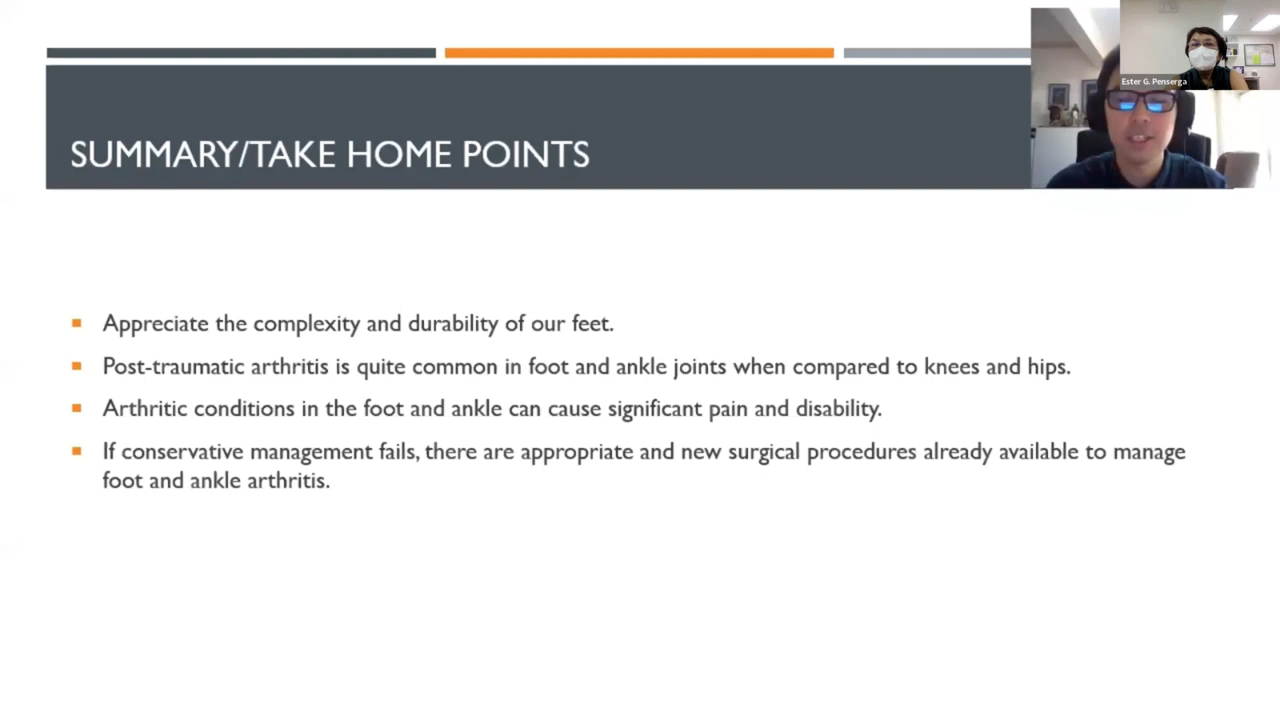 Ester G. Penserga
SUMMARY/TAKE HOME POINTS
Appreciate the complexity and durability of our feet.
Post-traumatic arthritis is quite common in foot and ankle joints when compared to knees and hips.
Arthritic conditions in the foot and ankle can cause significant pain and disability.
If conservative management fails, there are appropriate and new surgical procedures already available to manage
foot and ankle arthritis.